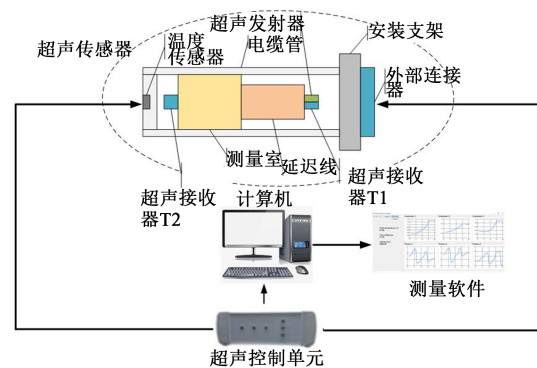 超声发射器
电缆管
安装支架
超声传感器
温度
传感器
外部连接
器
测量室
延迟线
超声接收
器T2
超声接收
器T1
计算机
测量软件
超声控制单元